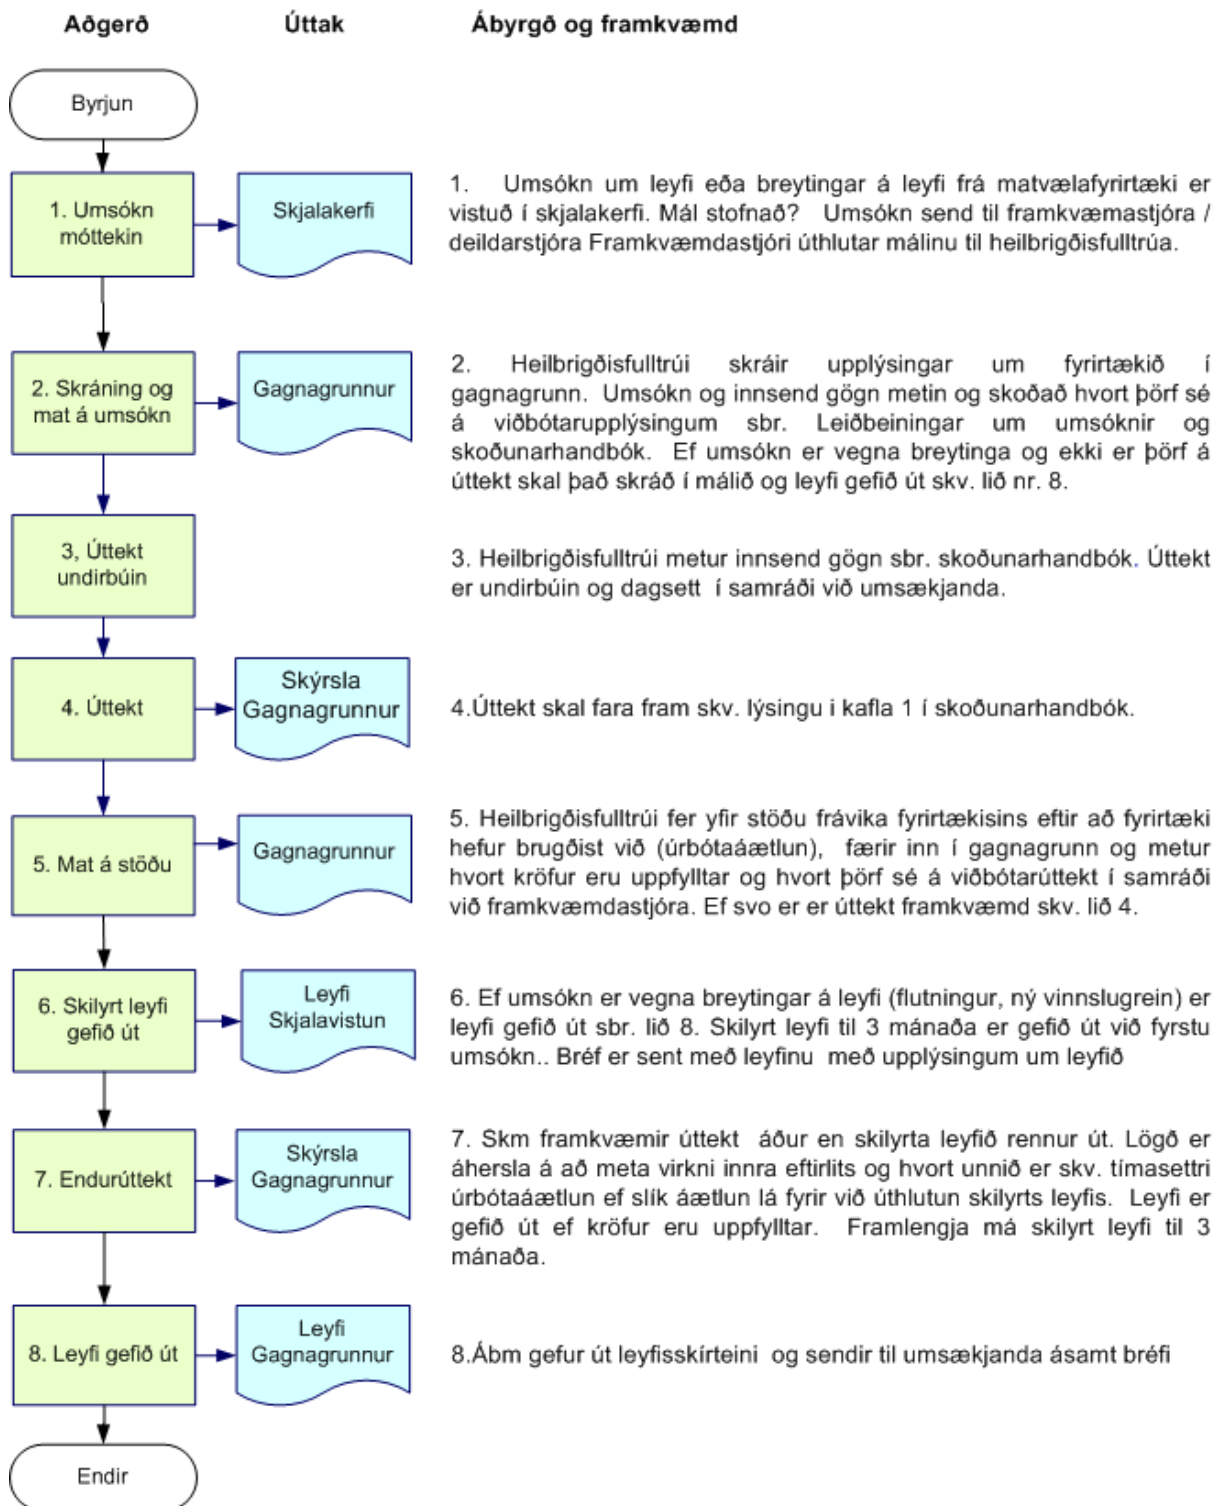 Aðgerð
Úttak
Ábyrgð og framkvæmd
Byrjun
1. Umsókn
móttekin
Skjalakerfi
1. Umsókn um leyfi eða breytingar á leyfi frá matvælafyrirtæki er
vistuð í skjalakerfi. Mál stofnað? Umsókn send til framkvæmastjóra /
deildarstjóra Framkvæmdastjóri úthlutar málinu til heilbrigðisfulltrúa.
2. Skráning og
mat á umsókn
Gagnagrunnur
2. Heilbrigðisfulltrúi skráir upplýsingar um fyrirtækið í
gagnagrunn. Umsókn og innsend gögn metin og skoðað hvort þörf sé
á viðbótarupplýsingum sbr. Leiðbeiningar um umsóknir og
skoðunarhandbók. Ef umsókn er vegna breytinga og ekki er þörf á
úttekt skal það skráð í málið og leyfi gefið út skv. lið nr. 8.
3, Úttekt
undirbúin
3. Heilbrigðisfulltrúi metur innsend gögn sbr. skoðunarhandbók. Úttekt
er undirbúin og dagsett í samráði við umsækjanda.
4. Úttekt
Skýrsla
Gagnagrunnur
4.Úttekt skal fara fram skv. lýsingu i kafla 1 í skoðunarhandbók.
5. Mat á stöðu
Gagnagrunnur
5. Heilbrigðisfulltrúi fer yfir stöðu frávika fyrirtækisins eftir að fyrirtæki
hefur brugðist við (úrbótaáætlun), færir inn í gagnagrunn og metur
hvort kröfur eru uppfylltar og hvort þörf sé á viðbótarúttekt í samráði
við framkvæmdastjóra. Ef svo er er úttekt framkvæmd skv. lið 4.
6. Skilyrt leyfi
gefið út
Leyfi
Skjalavistun
6. Ef umsókn er vegna breytingar á leyfi (flutningur, ný vinnslugrein) er
leyfi gefið út sbr. lið 8. Skilyrt leyfi til 3 mánaða er gefið út við fyrstu
umsókn.. Bréf er sent með leyfinu með upplýsingum um leyfið
7. Endurúttekt
Skýrsla
Gagnagrunnur
7. Skm framkvæmir úttekt áður en skilyrta leyfið rennur út. Lögð er
áhersla á að meta virkni innra eftirlits og hvort unnið er skv. tímasettri
úrbótaáætlun ef slík áætlun lá fyrir við úthlutun skilyrts leyfis. Leyfi er
gefið út ef kröfur eru uppfylltar. Framlengja má skilyrt leyfi til 3
mánaða.
8. Leyfi gefið út
Leyfi
Gagnagrunnur
8.Ábm gefur út leyfisskírteini og sendir til umsækjanda ásamt bréfi
Endir